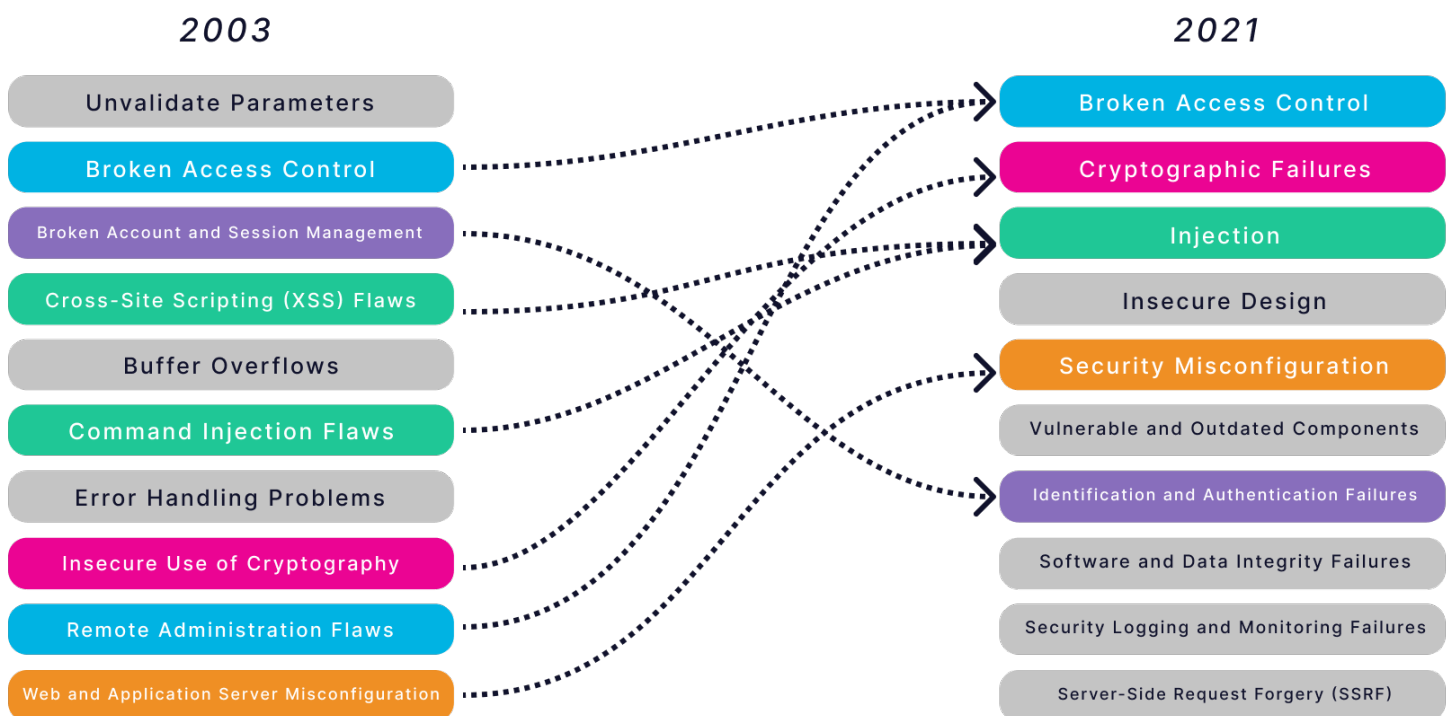 2003
2021
Unvalidate Parameters
Broken Access Control
Broken Account and Session Management
Cross-Site Scripting (XSS) Flaws
Buffer Overflows
Command Injection Flaws
Error Handling Problems
Insecure Use of Cryptography
Remote Administration Flaws
Web and Application Server Misconfiguration
Broken Access Control
Cryptographic Failures
Injection
Insecure Design
Security Misconfiguration
Vulnerable and Outdated Components
Identification and Authentication Failures
Software and Data Integrity Failures
Security Logging and Monitoring Failures
Server-Side Request Forgery (SSRF)